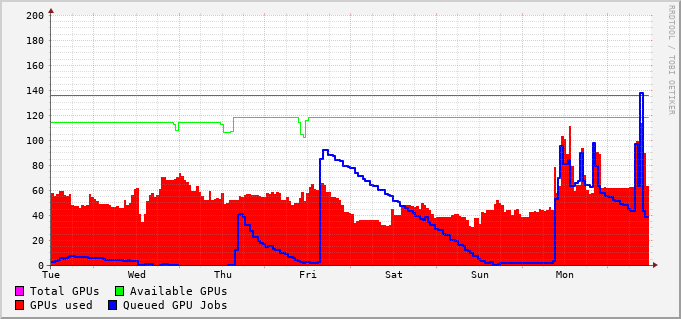 200
180
160
140
120
100
80
60
40
20
0
Tue Wed Thu Fri Sat Sun Mon
Total GPUs Available GPUs
GPUs used Queued GPU Jobs
RRDTOOL / TOBI OETIKER